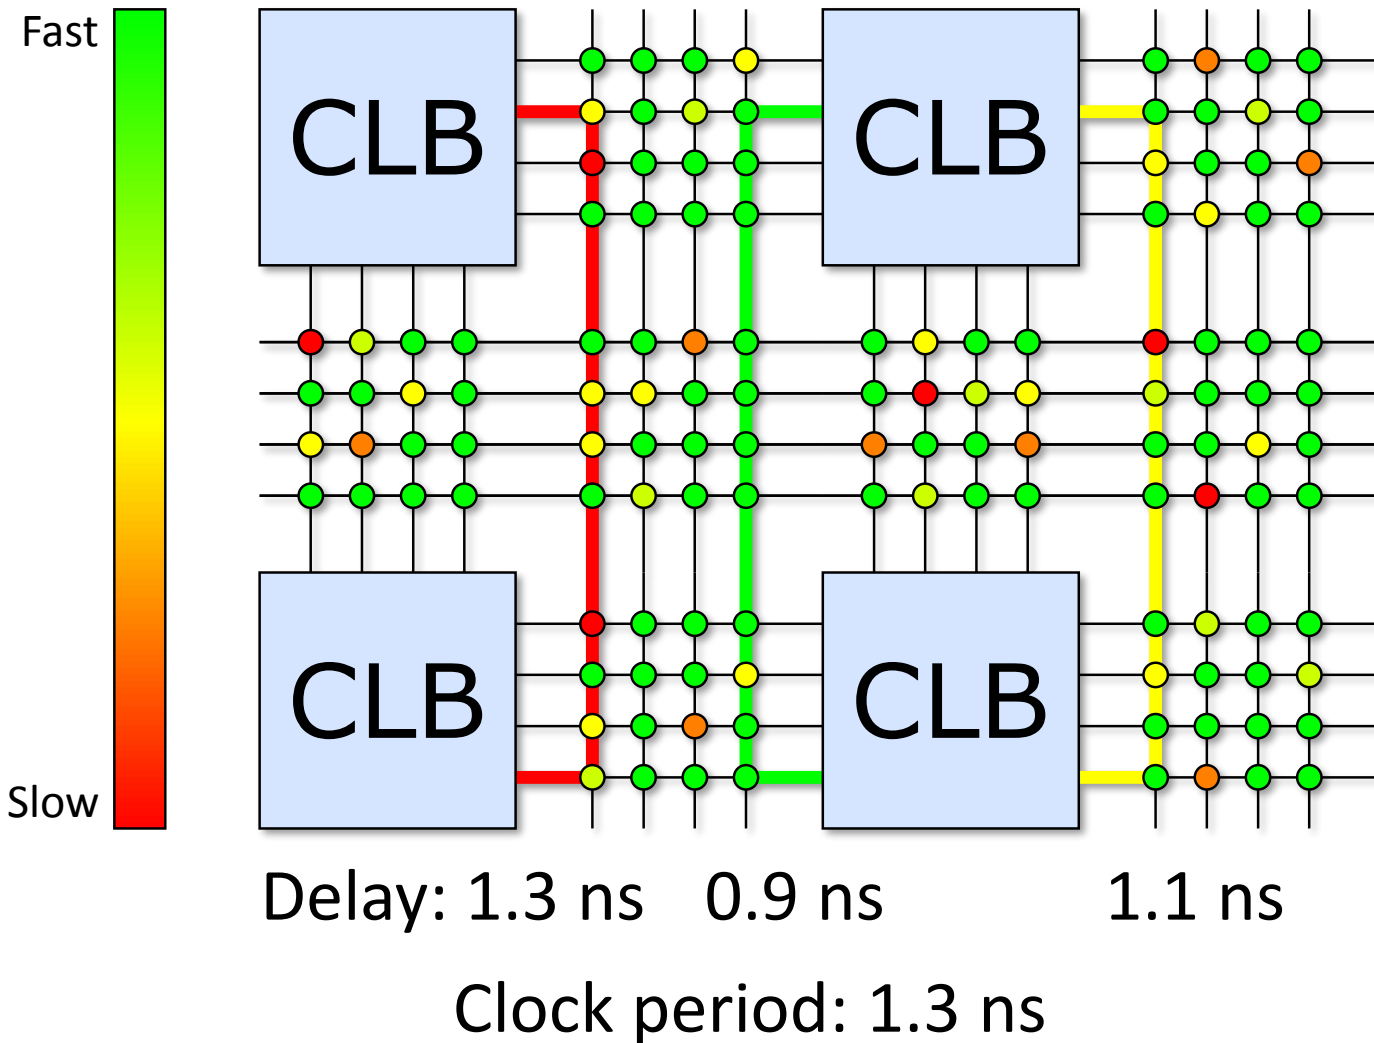 Fast
CLB CLB
CLB CLB
Slow
Delay: 1.3 ns 0.9 ns 1.1 ns
Clock period: 1.3 ns